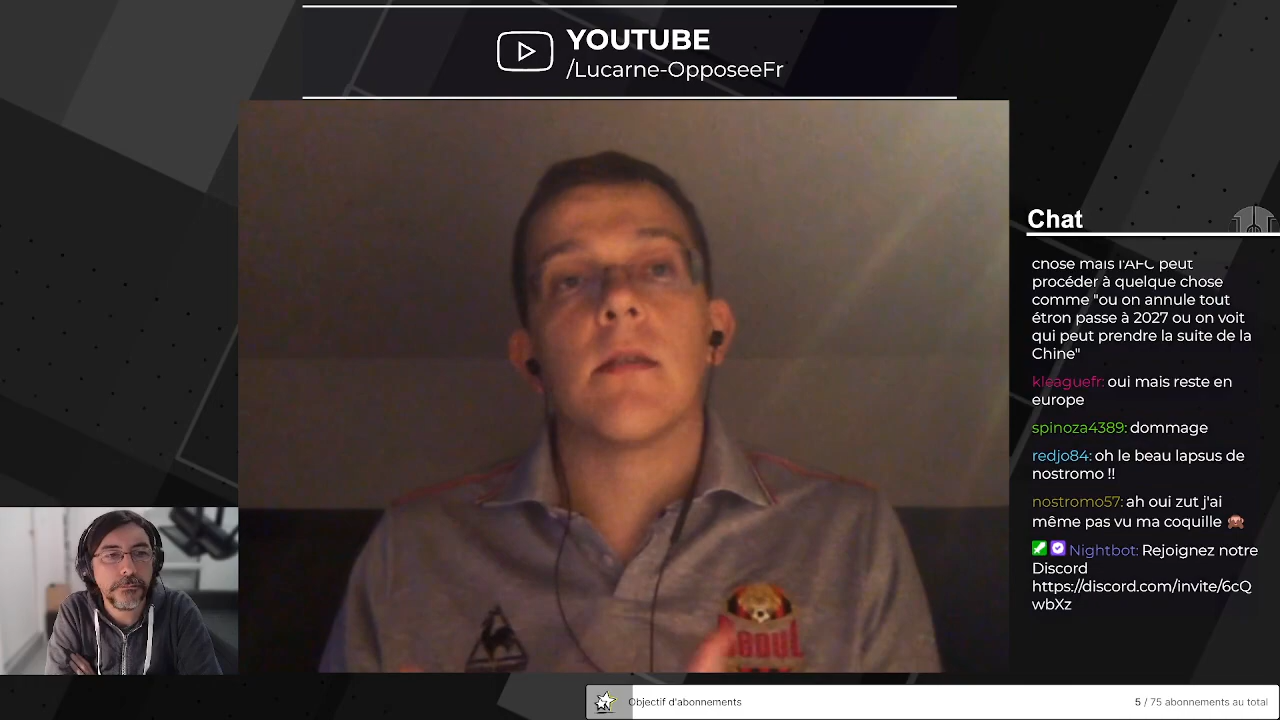 YOUTUBE
/Lucarne-OpposeeFr
Chat
chose mais l'AFC peut
procéder à quelque chose
comme "ou on annule tout
étron passe à 2027 ou on voit
qui peut prendre la suite de la
Chine"
kleaguefr: oui mais reste en
europe
spinoza4389: dommage
redjo84: oh le beau lapsus de
nostromo !!
nostromo57: ah oui zut j'ai
même pas vu ma coquille
Nightbot: Rejoignez notre
Discord
https://discord.com/invite/6cQ
wbXz
Objectif d'abonnements
5 / 75 abonnements au total